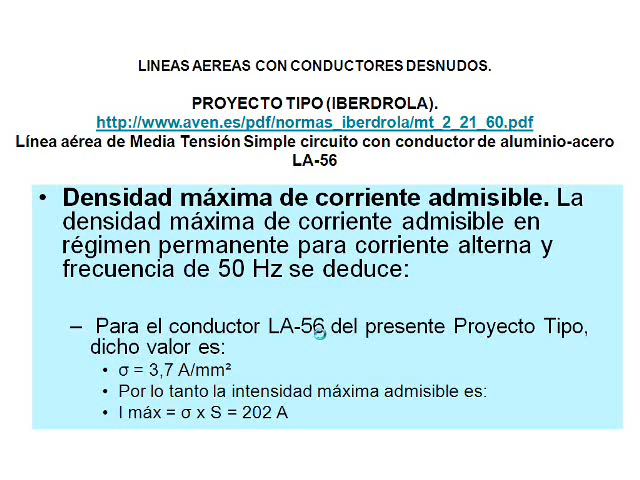 LINEAS AEREAS CON CONDUCTORES DESNUDOS.
PROYECTO TIPO (IBERDROLA).
http://www.aven.es/pdf/normas_iberdrola/mt_2_21_60.pdf
Línea aérea de Media Tensión Simple circuito con conductor de aluminio-acero
LA-56
• Densidad máxima de corriente admisible. La
densidad máxima de corriente admisible en
régimen permanente para corriente alterna y
frecuencia de 50 Hz se deduce:
– Para el conductor LA-56 del presente Proyecto Tipo,
dicho valor es:
• σ = 3,7 A/mm²
• Por lo tanto la intensidad máxima admisible es:
• I máx = σ x S = 202 A